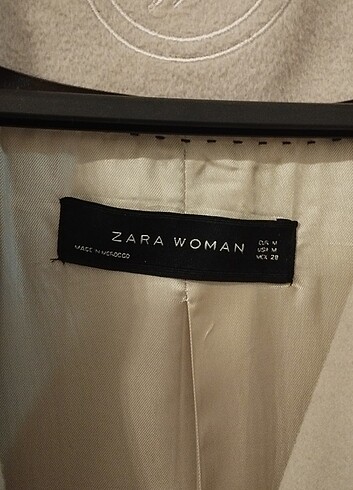 ZARA WOMAN
MADE IN MOROCCO
EUR M
USA M
MEX 28